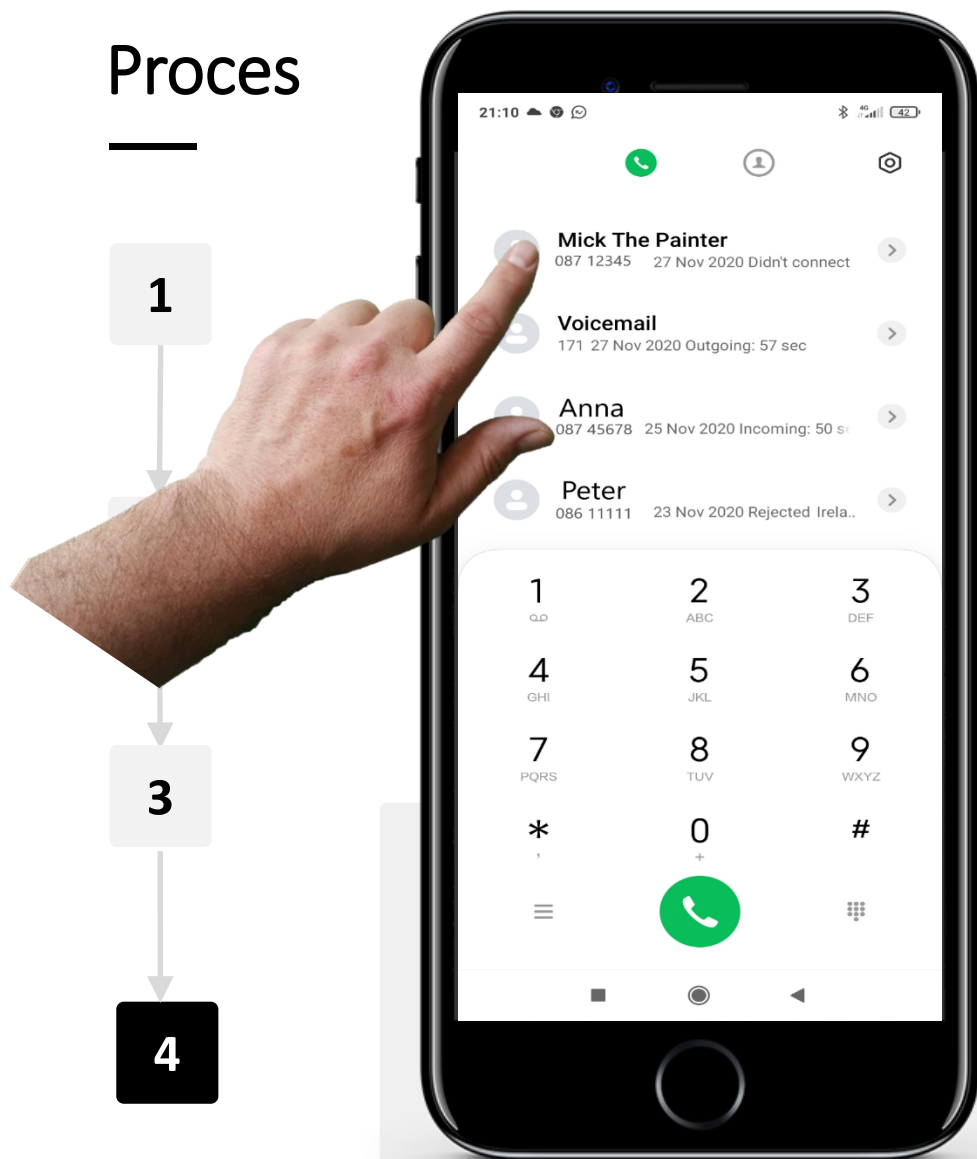 Proces
1
3
4
21:10 4G 42
Mick The Painter
087 12345 27 Nov 2020 Didn't connect
Voicemail
171 27 Nov 2020 Outgoing: 57 sec
Anna
087 45678 25 Nov 2020 Incoming: 50 s
Peter
086 11111 23 Nov 2020 Rejected Irela..
1 2 3
ABC DEF
4 5 6
GHI JKL MNO
7 8 9
PQRS TUV WXYZ
* 0 #
, +